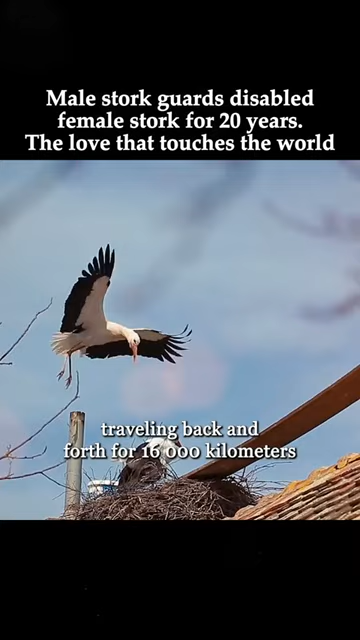 Male stork guards disabled
female stork for 20 years.
The love that touches the world
traveling back and
forth for 16 000 kilometers